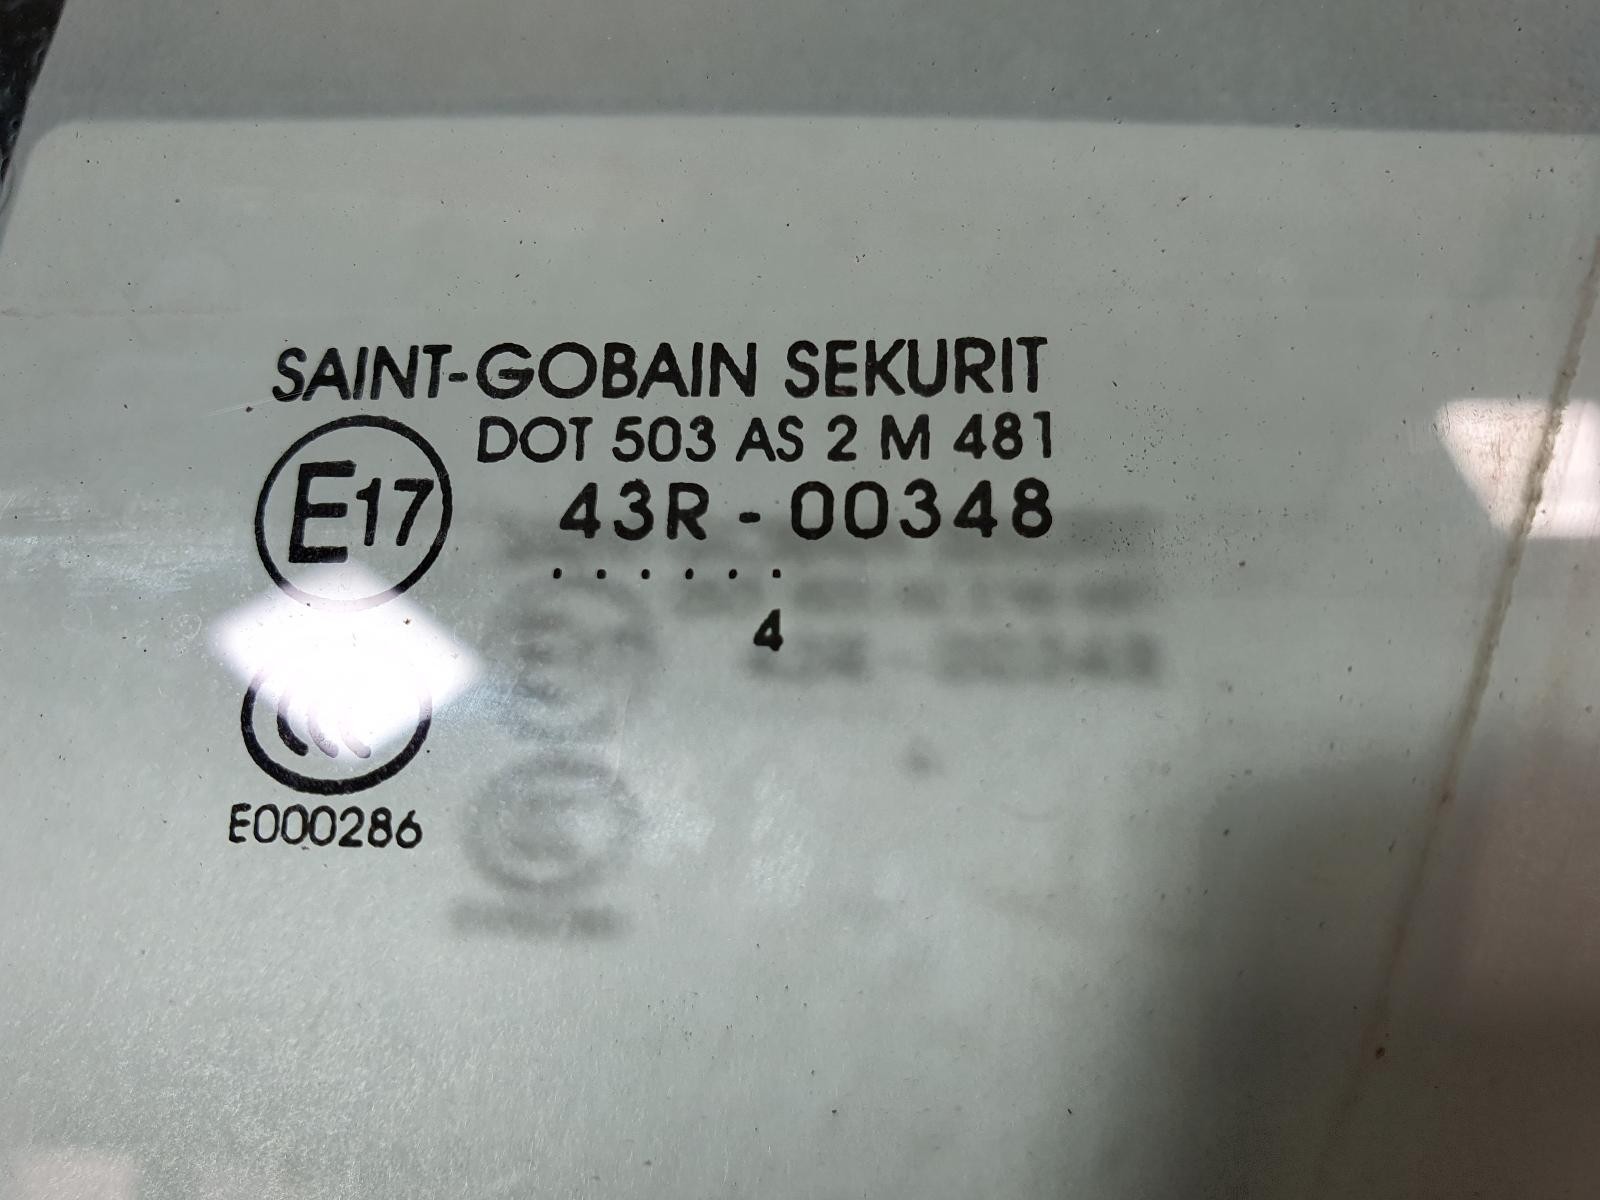 SAINT-GOBAIN SEKURIT
DOT 503 AS 2 M 481
E17
43R - 00348
. . . . . .
4
E000286